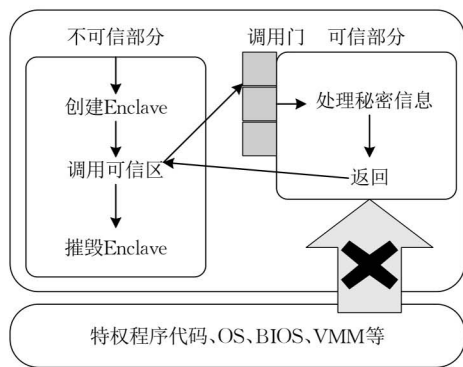 不可信部分
调用门
可信部分
创建Enclave
调用可信区
摧毁Enclave
处理秘密信息
返回
特权程序代码、OS、BIOS、VMM等